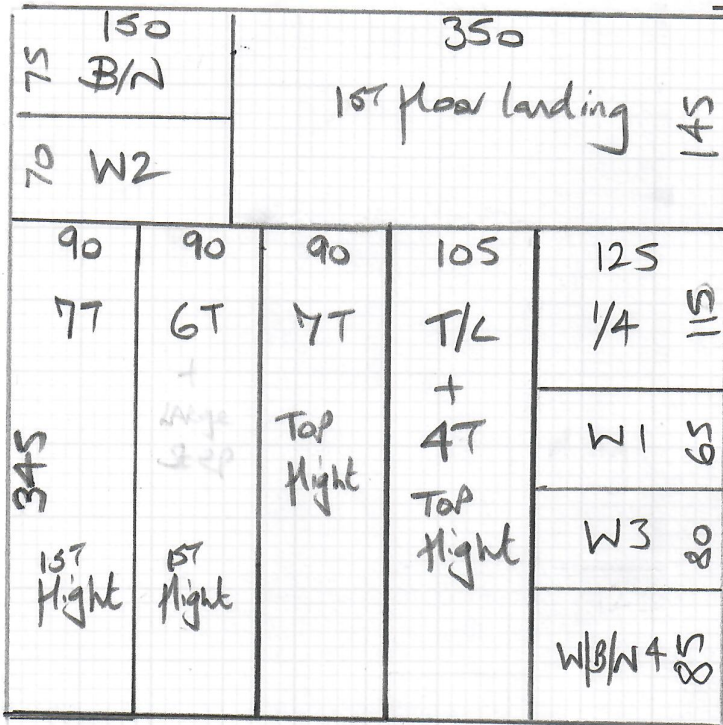 150
75
B/N
350
1ST floor landing
145
70
W2
90
7T
345
1ST
flight
90
6T
+
1ST
flight
90
7T
Top
flight
105
T/L
+
4T
Top
flight
125
1/4
115
W1
65
W3
80
W/B/N 4
85